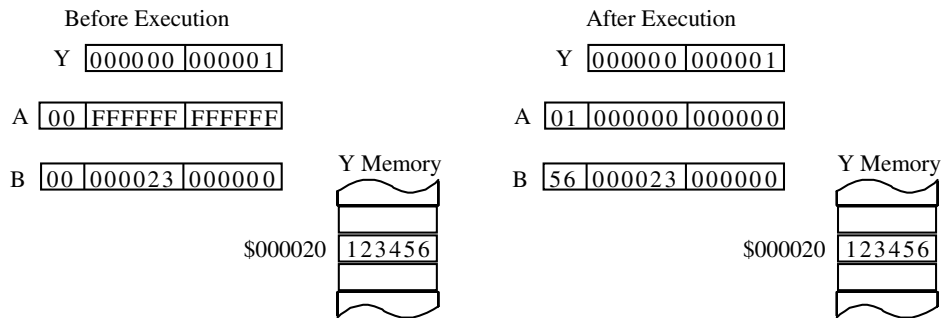 Before Execution
Y 000000 000001
A 00 FFFFFF FFFFFF
B 00 000023 000000
Y Memory
$000020 123456
After Execution
Y 000000 000001
A 01 000000 000000
B 56 000023 000000
Y Memory
$000020 123456